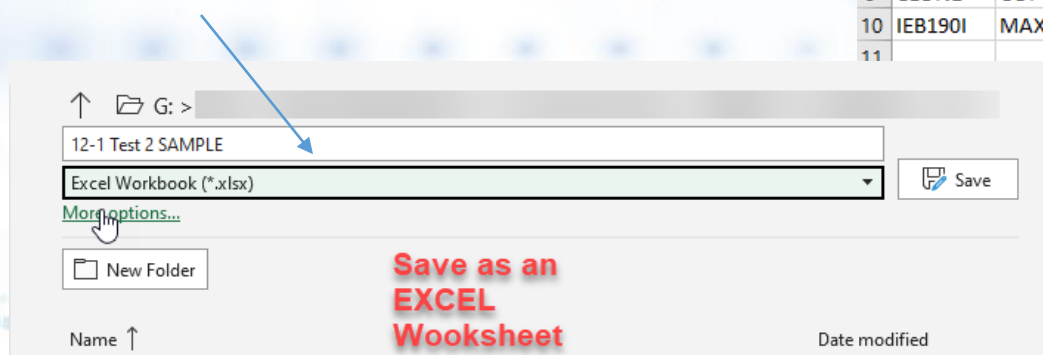 10 IEB190I MAX
11
G: >
12-1 Test 2 SAMPLE
Excel Workbook (*.xlsx)
Save
More options...
New Folder
Save as an
EXCEL
Wooksheet
Name
Date modified